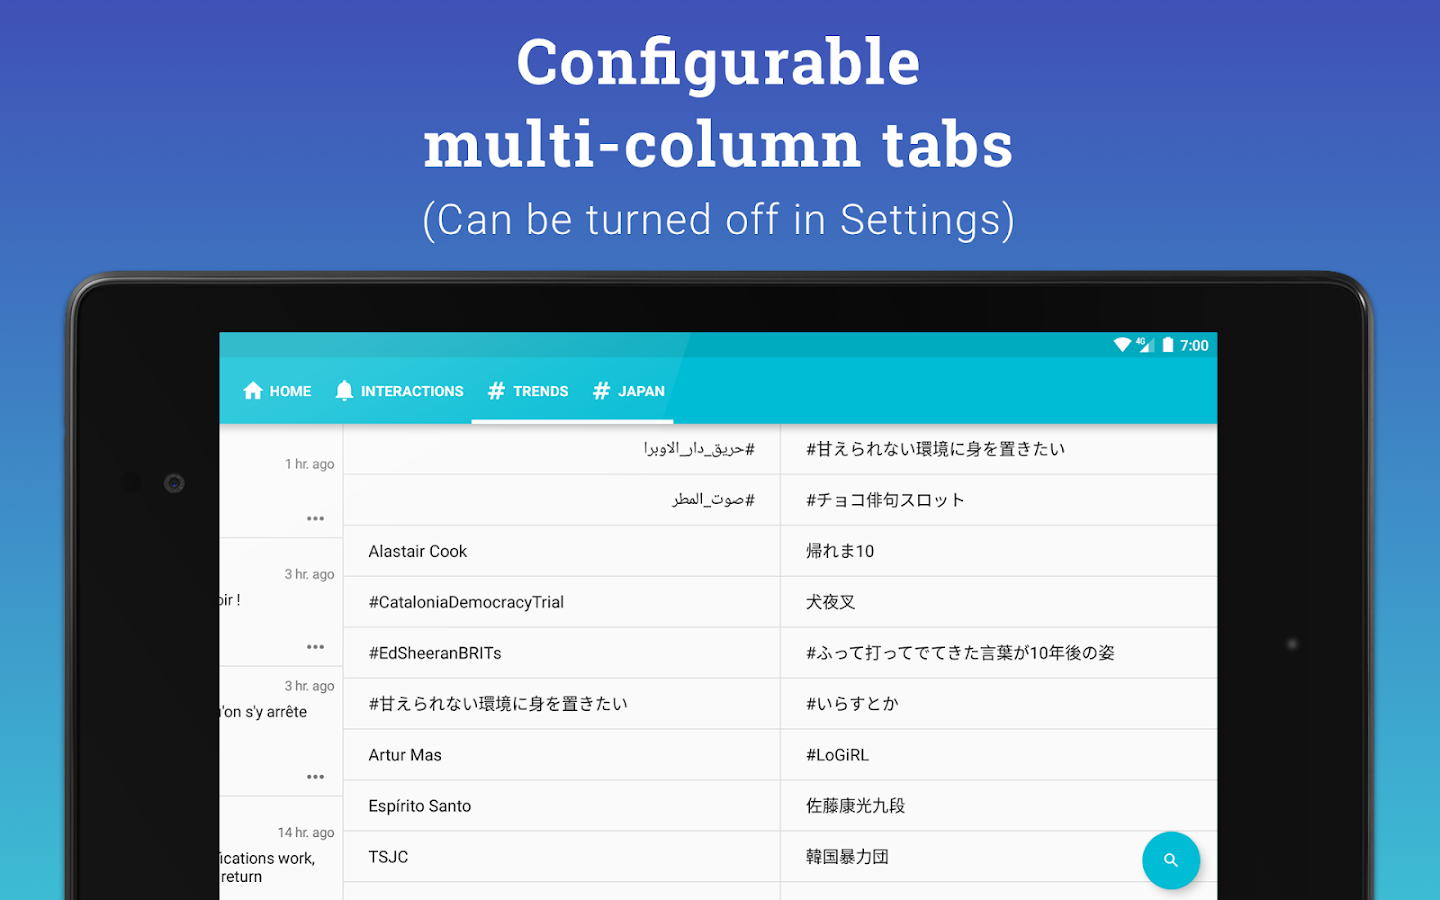 Configurable
multi-column tabs
(Can be turned off in Settings)
4G 7:00
HOME INTERACTIONS # TRENDS # JAPAN
1 hr. ago
3 hr. ago
oir !
3 hr. ago
u'on s'y arrête
14 hr. ago
ications work,
return
#حريق_دار_الاوبرا
#صوت_المطر
Alastair Cook
#CataloniaDemocracyTrial
#EdSheeranBRITs
#甘えられない環境に身を置きたい
Artur Mas
Espírito Santo
TSJC
#甘えられない環境に身を置きたい
#チョコ俳句スロット
帰れま10
犬夜叉
#ふって打ってでてきた言葉が10年後の姿
#いらすとか
#LoGiRL
佐藤康光九段
韓国暴力団